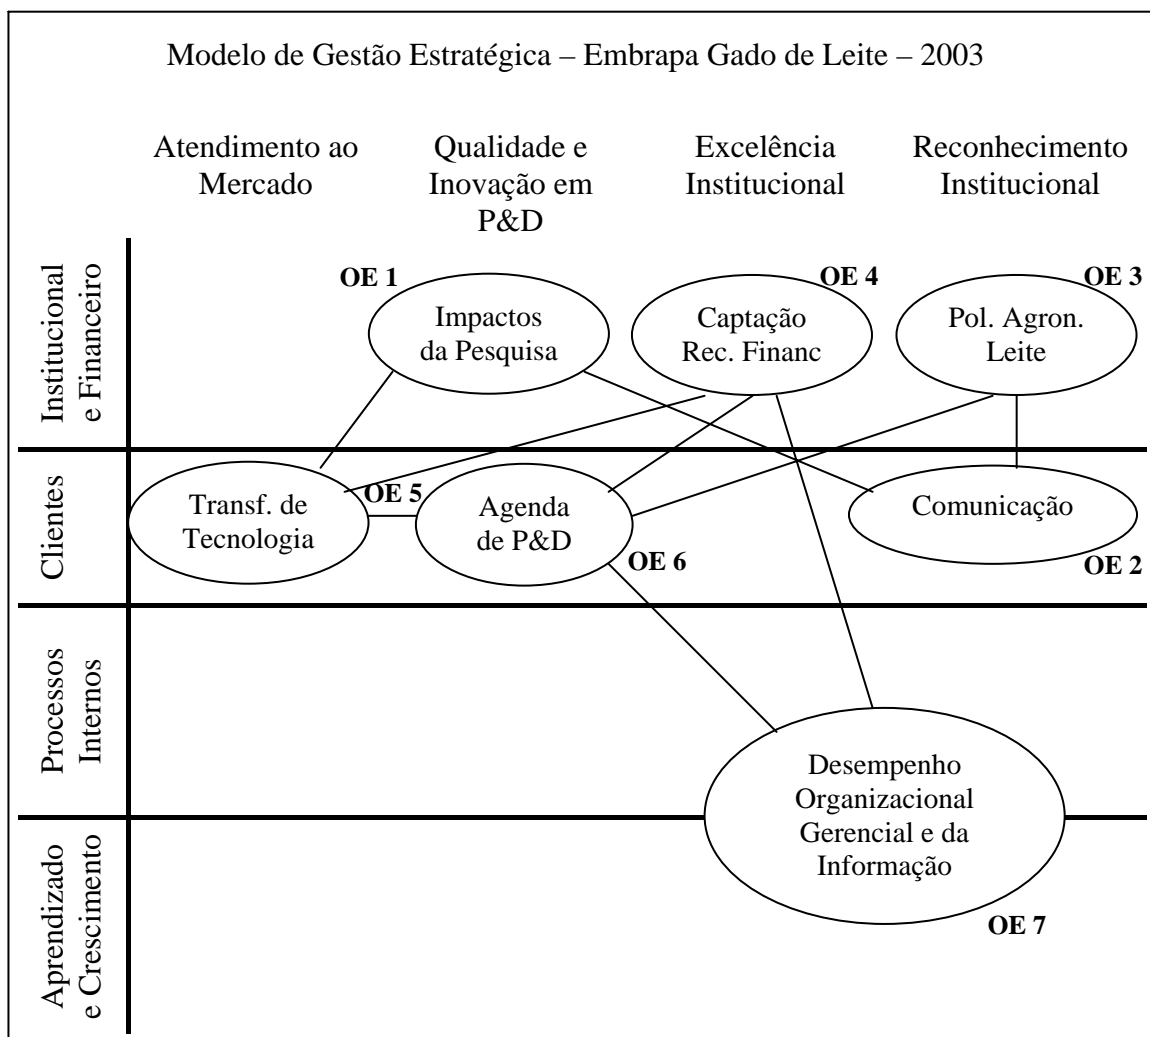 Modelo de Gestão Estratégica – Embrapa Gado de Leite – 2003
Atendimento ao
Mercado
Qualidade e
Inovação em
P&D
Excelência
Institucional
Reconhecimento
Institucional
Institucional
e Financeiro
OE 1
Impactos
da Pesquisa
OE 4
Captação
Rec. Financ
OE 3
Pol. Agron.
Leite
Clientes
Transf. de
Tecnologia
OE 5
Agenda
de P&D
OE 6
Comunicação
OE 2
Processos
Internos
Desempenho
Organizacional
Gerencial e da
Informação
OE 7
Aprendizado
e Crescimento